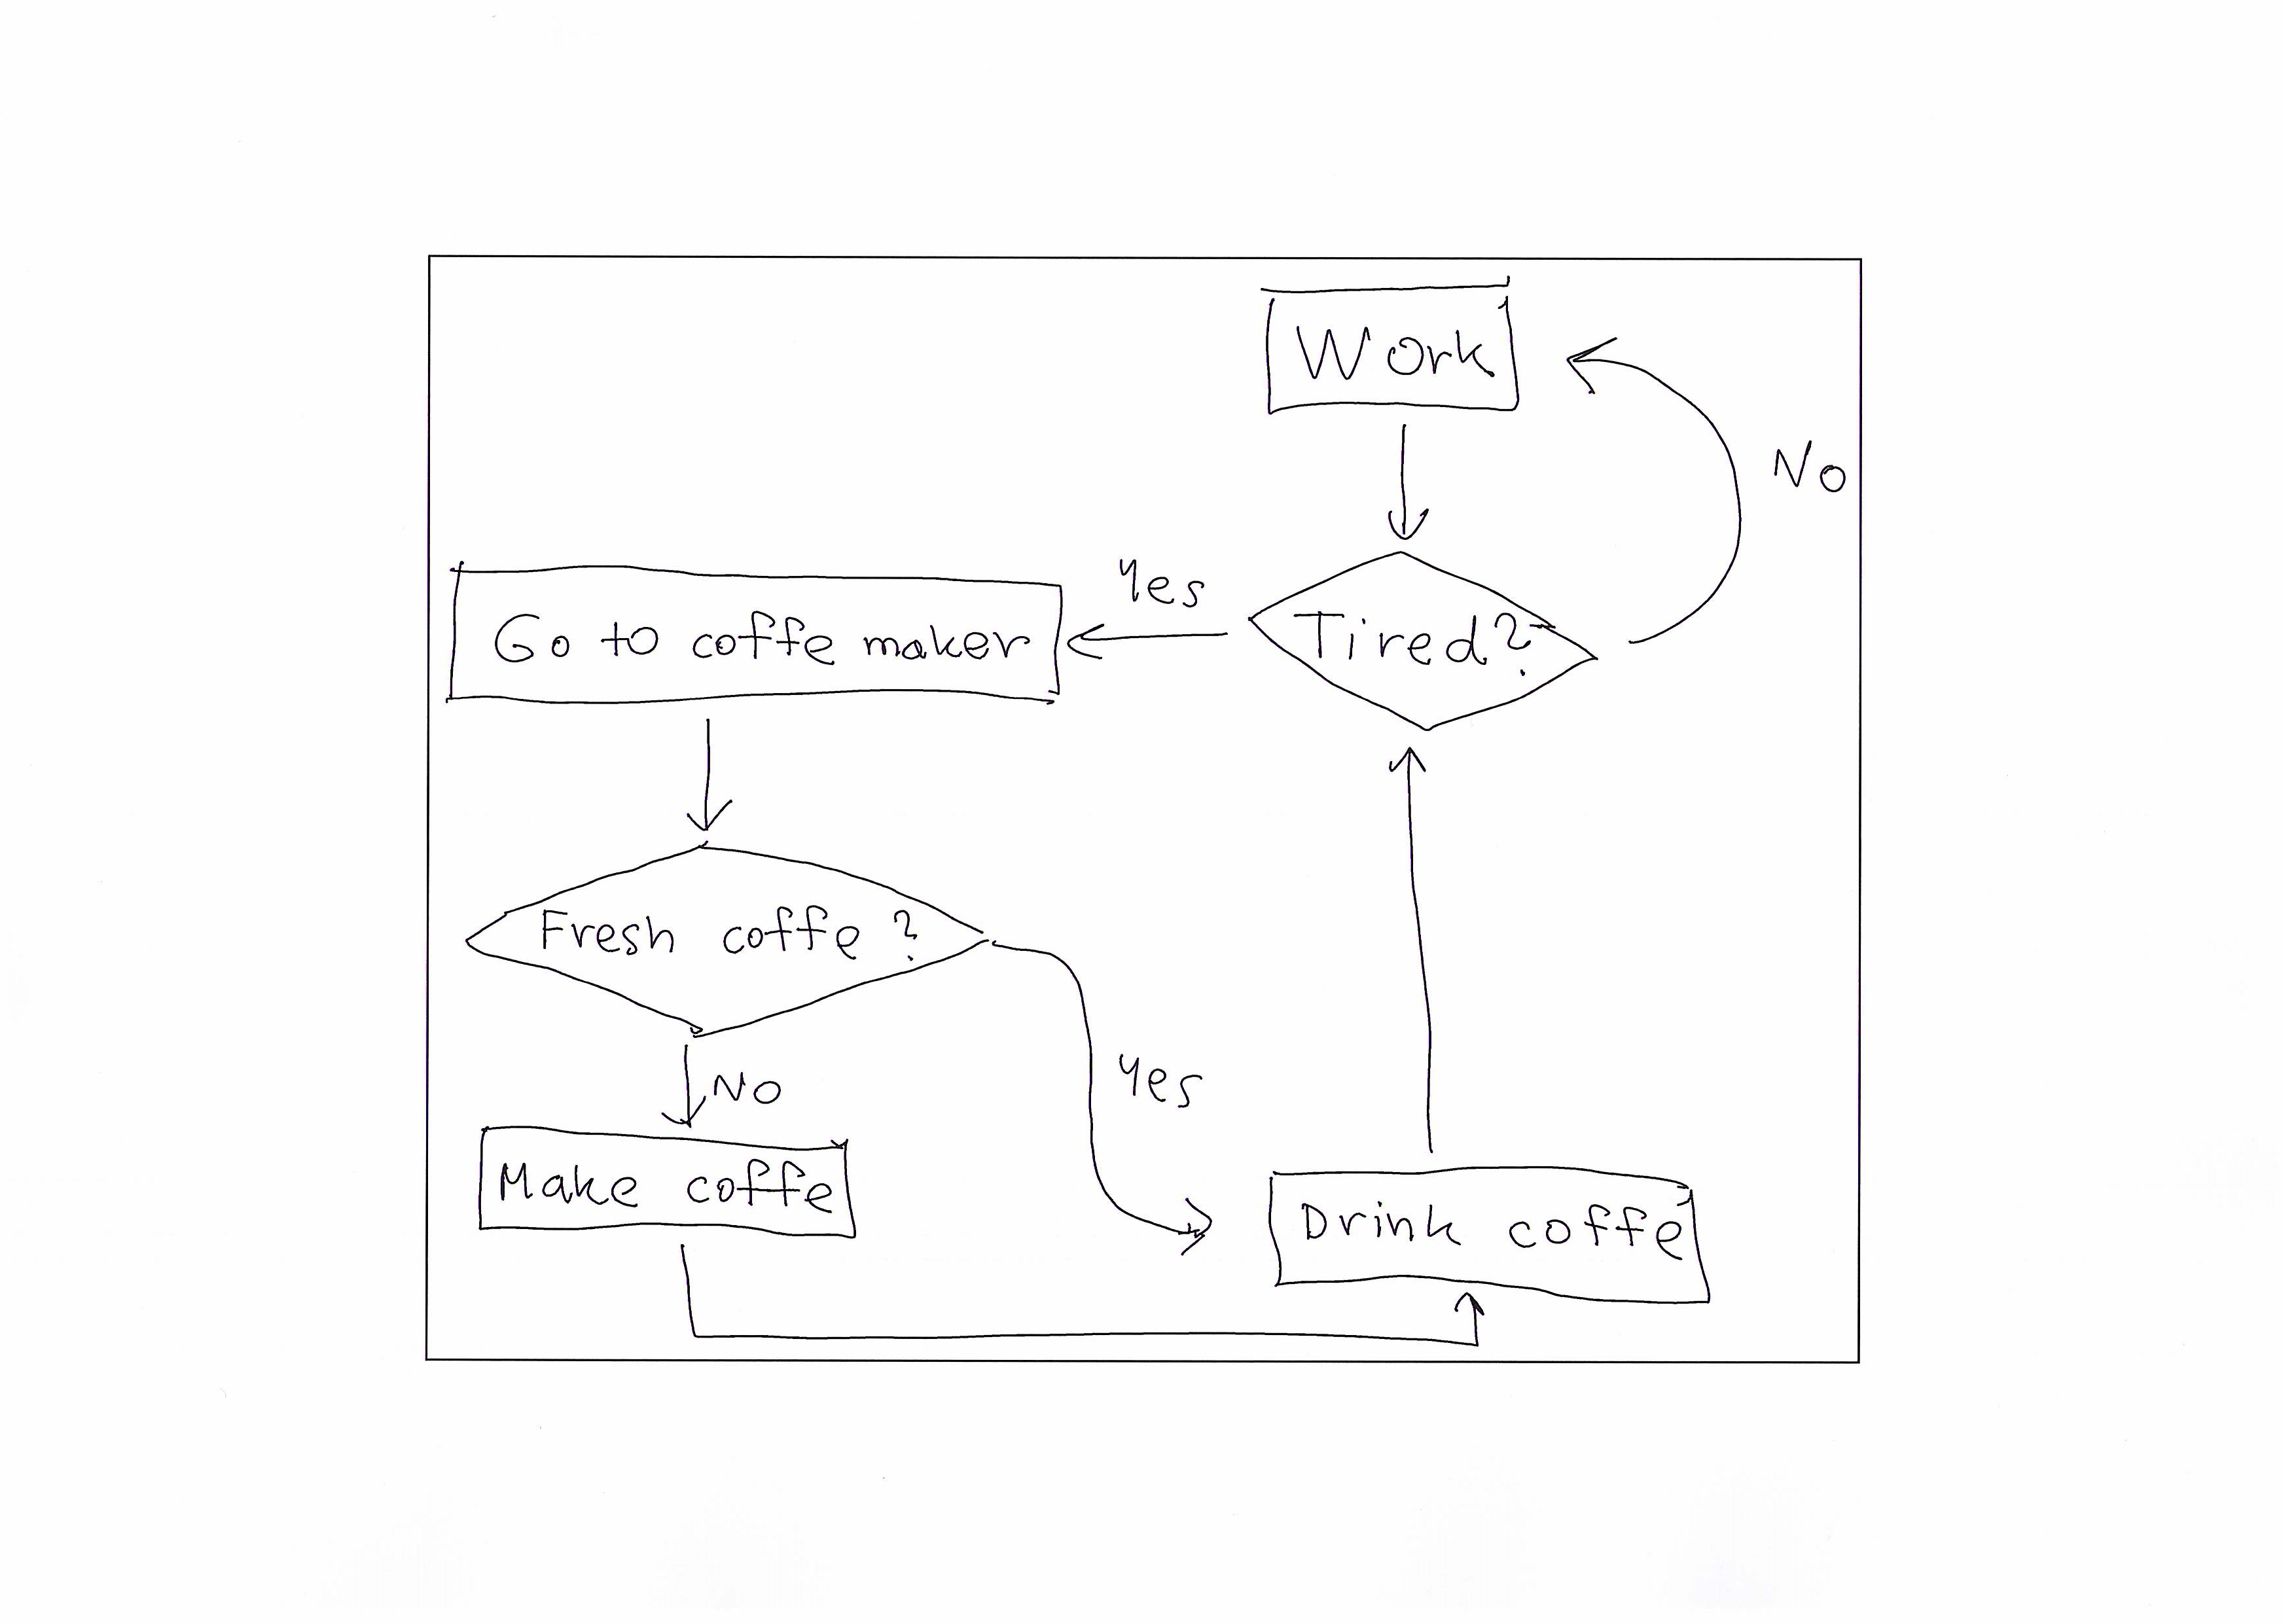 Work
No
Yes
Tired?
Go to coffe maker
Fresh coffe ?
Yes
No
Make coffe
Drink coffe